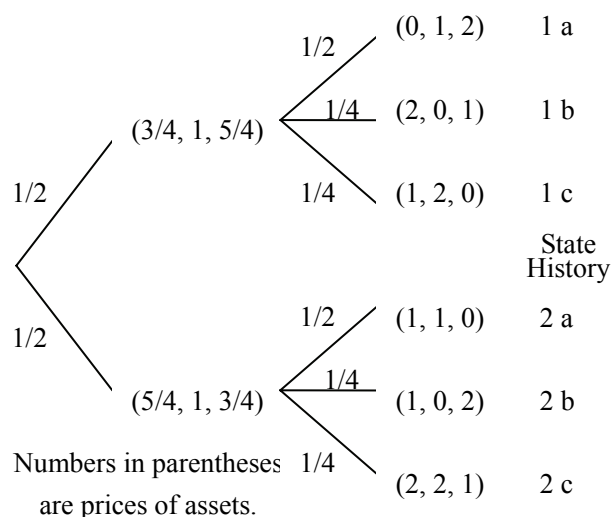 (0, 1, 2) 1 a
1/2
(3/4, 1, 5/4) 1/4 (2, 0, 1) 1 b
1/2 1/4 (1, 2, 0) 1 c
State
History
1/2 1/2 (1, 1, 0) 2 a
1/4
(5/4, 1, 3/4) (1, 0, 2) 2 b
Numbers in parentheses 1/4
(2, 2, 1) 2 c
are prices of assets.